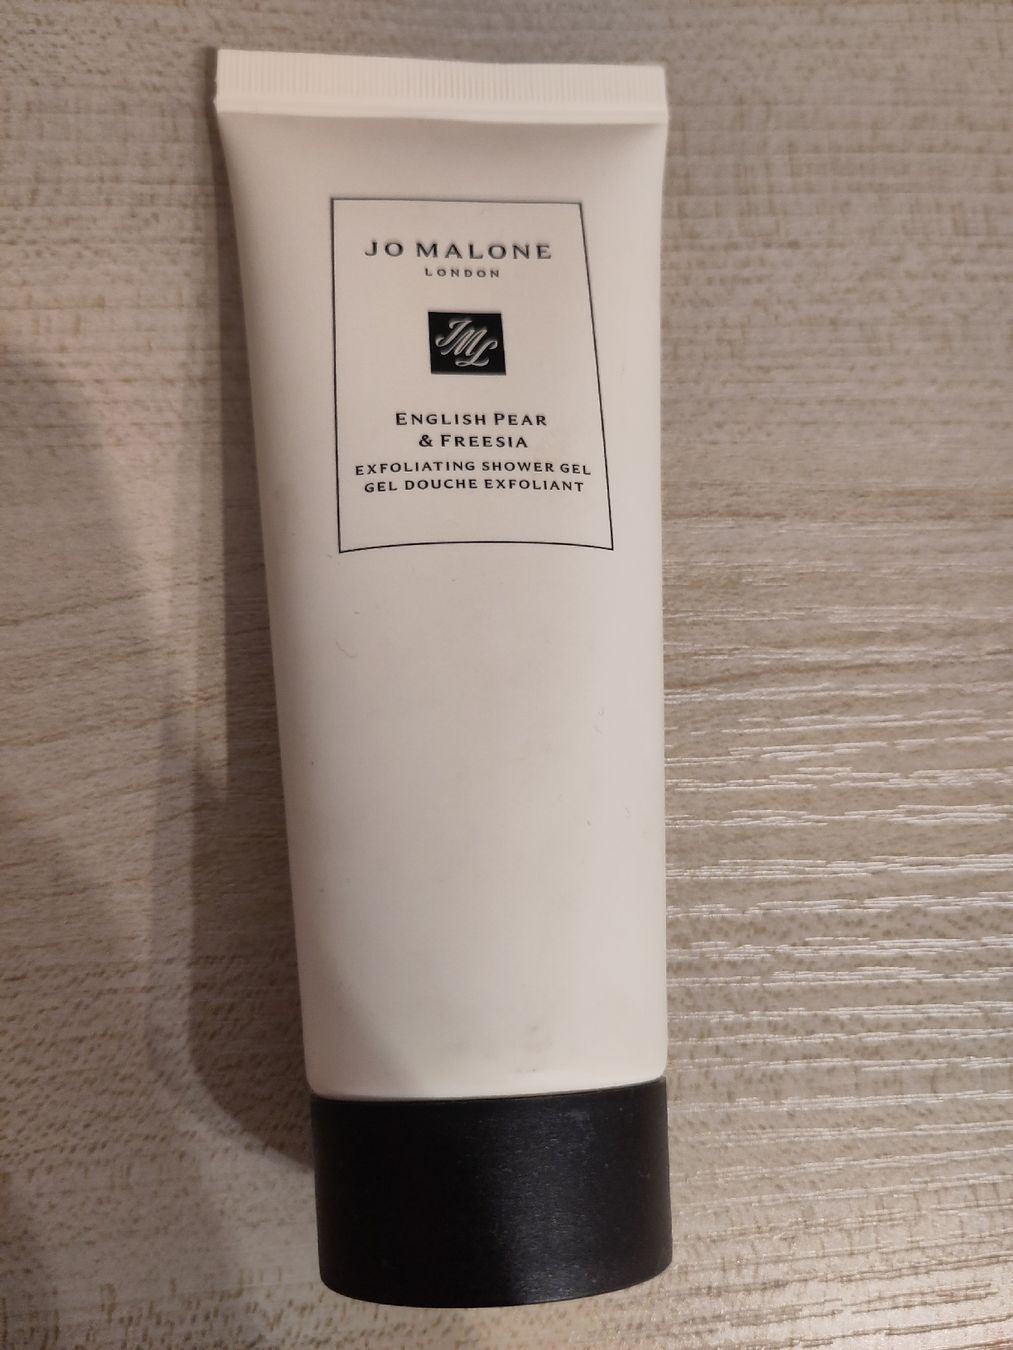 JO MALONE
LONDON
JML
ENGLISH PEAR
& FREESIA
EXFOLIATING SHOWER GEL
GEL DOUCHE EXFOLIANT